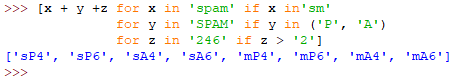 >>> [x + y +z for x in 'spam' if x in'sm'
for y in 'SPAM' if y in ('P', 'A')
for z in '246' if z > '2']
['sP4', 'sP6', 'sA4', 'sA6', 'mP4', 'mP6', 'mA4', 'mA6']
>>>